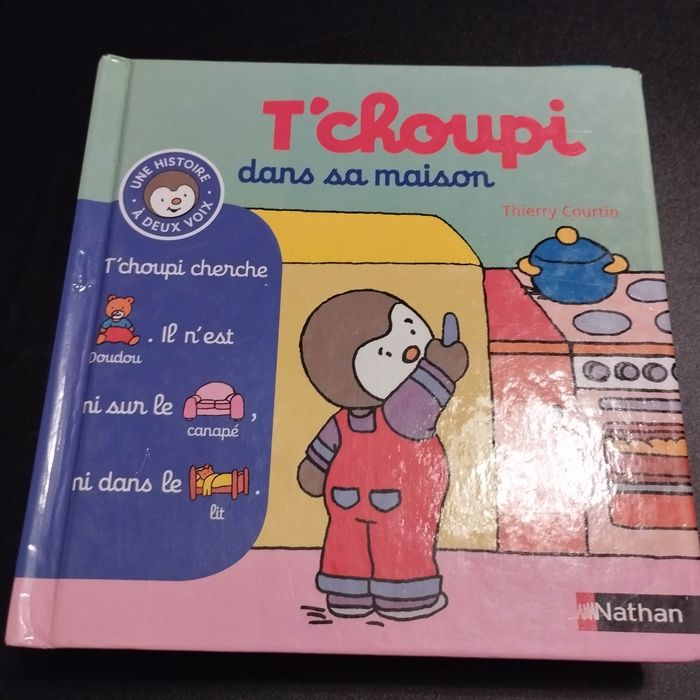 T'choupi
dans sa maison
Thierry Courtin
UNE HISTOIRE
À DEUX VOIX
T'choupi cherche
. Il n'est
Doudou
ni sur le ,
canapé
ni dans le .
lit
Nathan